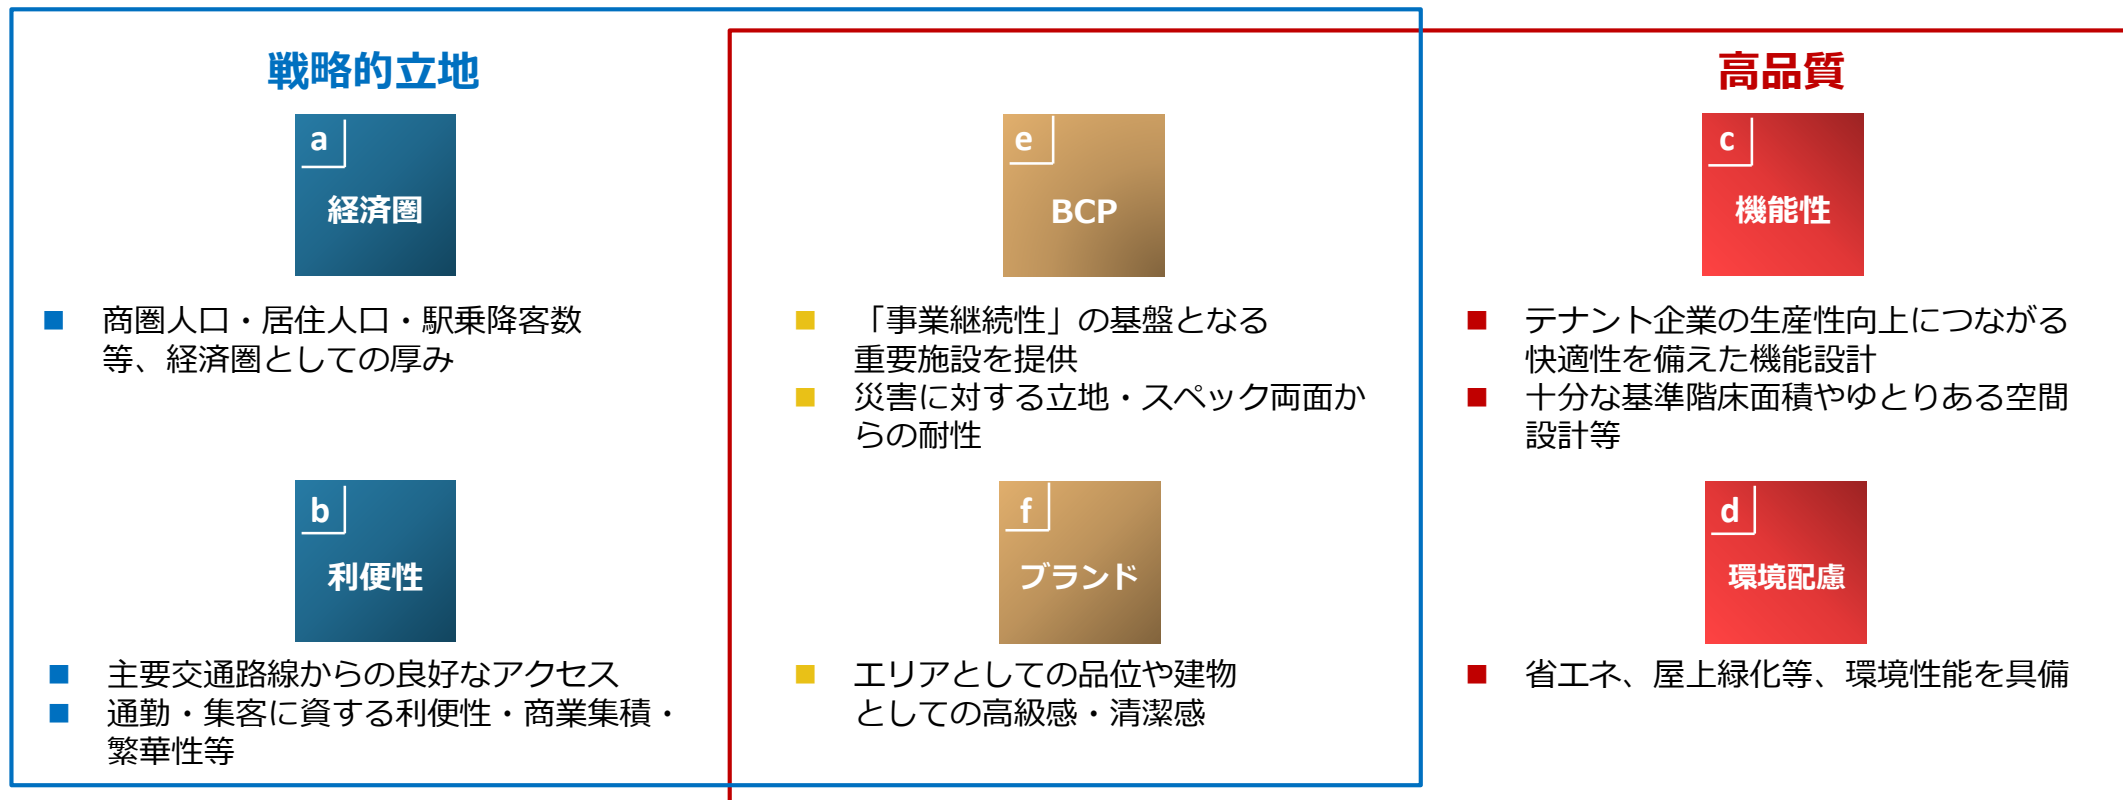 戦略的立地
a
経済圏
商圏人口・居住人口・駅乗降客数
等、経済圏としての厚み
b
利便性
主要交通路線からの良好なアクセス
通勤・集客に資する利便性・商業集積・
繁華性等
e
BCP
「事業継続性」の基盤となる
重要施設を提供
災害に対する立地・スペック両面か
らの耐性
f
ブランド
エリアとしての品位や建物
としての高級感・清潔感
高品質
c
機能性
テナント企業の生産性向上につながる
快適性を備えた機能設計
十分な基準階床面積やゆとりある空間
設計等
d
環境配慮
省エネ、屋上緑化等、環境性能を具備